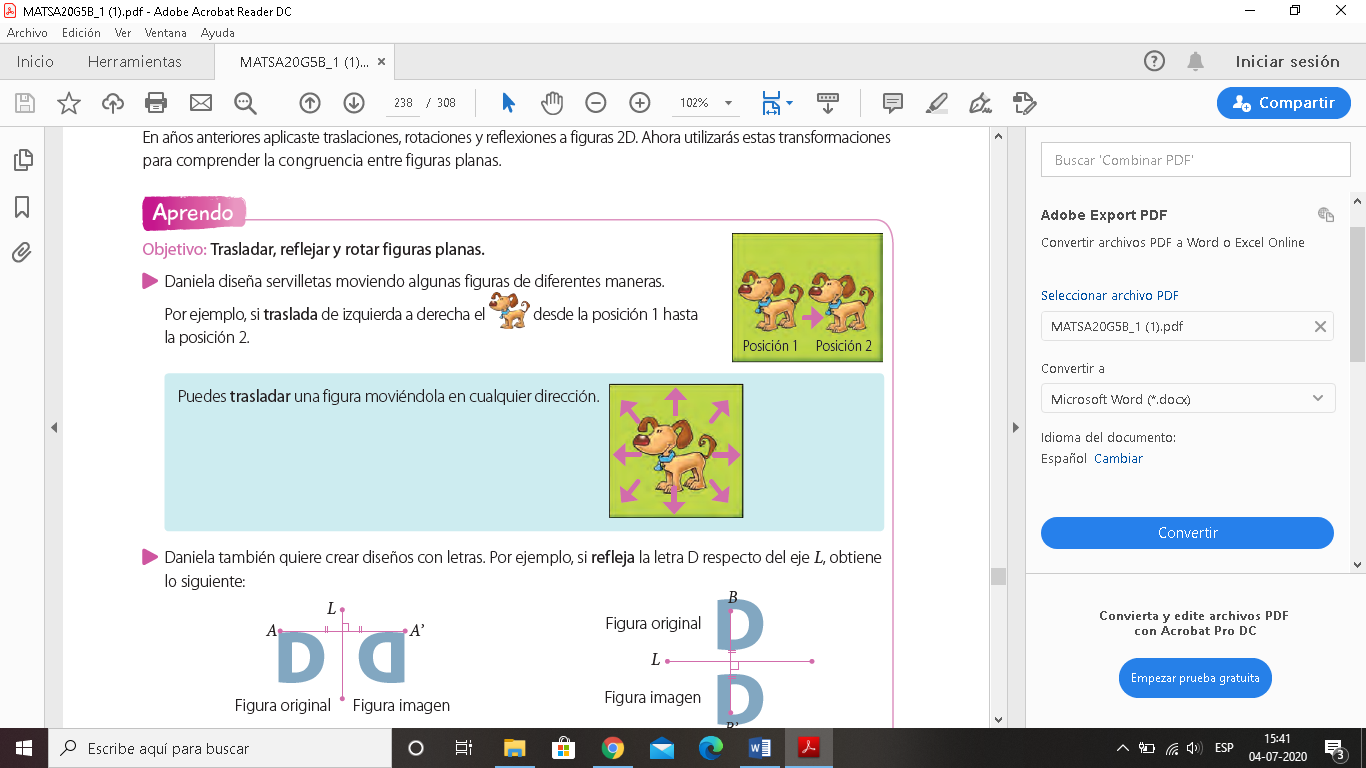 MATSA20G5B_1 (1).pdf - Adobe Acrobat Reader DC
Archivo Edición Ver Ventana Ayuda
Inicio Herramientas MATSA20G5B_1 (1)... × Iniciar sesión
238 / 308 102% Compartir
En años anteriores aplicaste traslaciones, rotaciones y reflexiones a figuras 2D. Ahora utilizarás estas transformaciones
para comprender la congruencia entre figuras planas.
Aprendo
Objetivo: Trasladar, reflejar y rotar figuras planas.
Daniela diseña servilletas moviendo algunas figuras de diferentes maneras.
Por ejemplo, si traslada de izquierda a derecha el desde la posición 1 hasta
la posición 2.
Posición 1 Posición 2
Puedes trasladar una figura moviéndola en cualquier dirección.
Daniela también quiere crear diseños con letras. Por ejemplo, si refleja la letra D respecto del eje L, obtiene
lo siguiente:
L
A A’
D D
Figura original Figura imagen
B
Figura original D
L
Figura imagen D
B’
Buscar 'Combinar PDF'
Adobe Export PDF
Convertir archivos PDF a Word o Excel Online
Seleccionar archivo PDF
MATSA20G5B_1 (1).pdf
Convertir a
Microsoft Word (*.docx)
Idioma del documento:
Español Cambiar
Convertir
Convierta y edite archivos PDF
con Acrobat Pro DC
Empezar prueba gratuita
Escribe aquí para buscar
ESP
15:41
04-07-2020
3